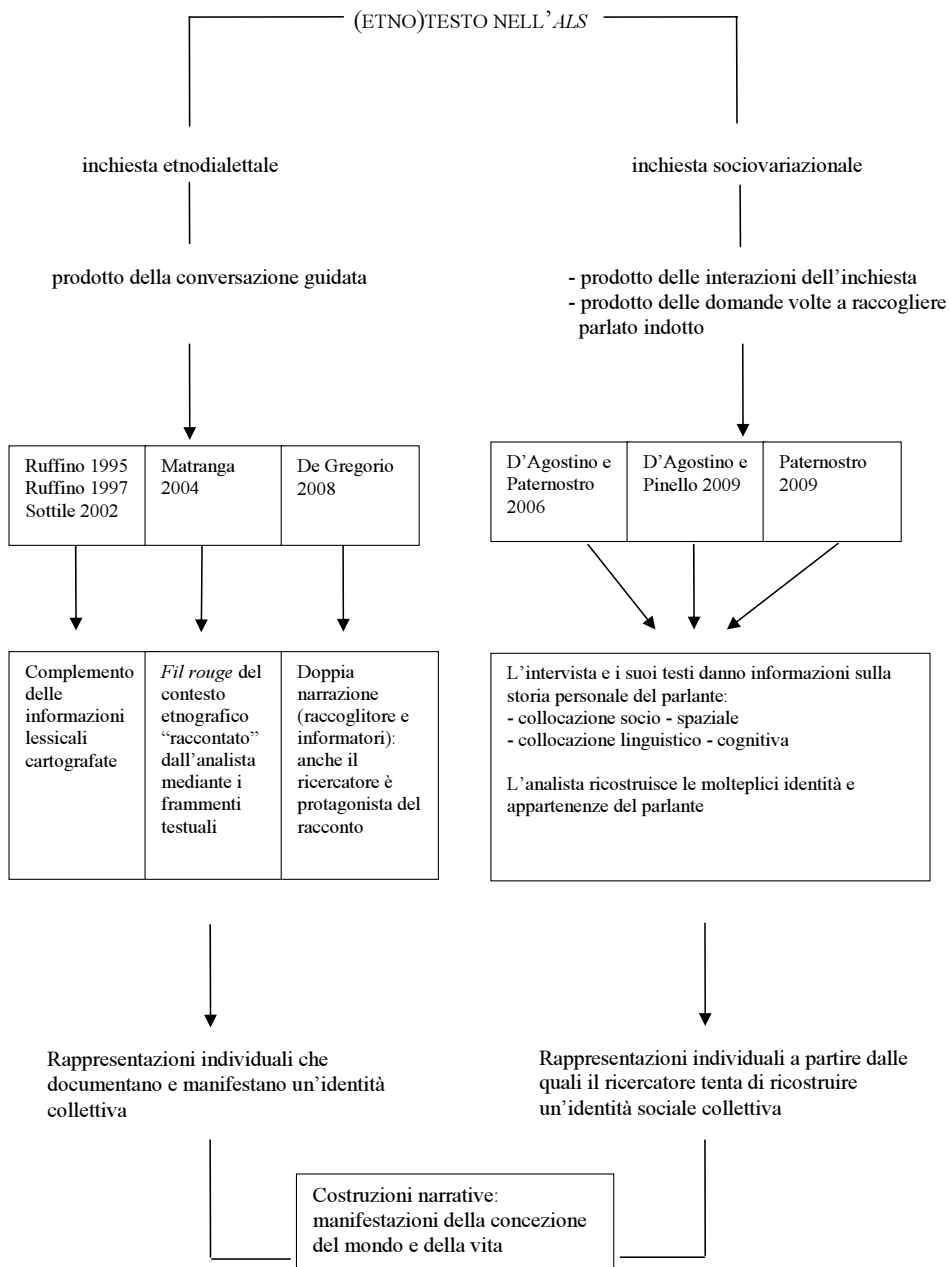 (ETNO)TESTO NELL’ALS
inchiesta etnodialettale
inchiesta sociovariazionale
prodotto della conversazione guidata
- prodotto delle interazioni dell’inchiesta
- prodotto delle domande volte a raccogliere
parlato indotto
Ruffino 1995
Ruffino 1997
Sottile 2002
Matranga
2004
De Gregorio
2008
D’Agostino e
Paternostro
2006
D’Agostino e
Pinello 2009
Paternostro
2009
Complemento
delle
informazioni
lessicali
cartografate
Fil rouge del
contesto
etnografico
“raccontato”
dall’analista
mediante i
frammenti
testuali
Doppia
narrazione
(raccoglitore e
informatori):
anche il
ricercatore è
protagonista del
racconto
L’intervista e i suoi testi danno informazioni sulla
storia personale del parlante:
- collocazione socio - spaziale
- collocazione linguistico - cognitiva
L’analista ricostruisce le molteplici identità e
appartenenze del parlante
Rappresentazioni individuali che
documentano e manifestano un’identità
collettiva
Rappresentazioni individuali a partire dalle
quali il ricercatore tenta di ricostruire
un’identità sociale collettiva
Costruzioni narrative:
manifestazioni della concezione
del mondo e della vita